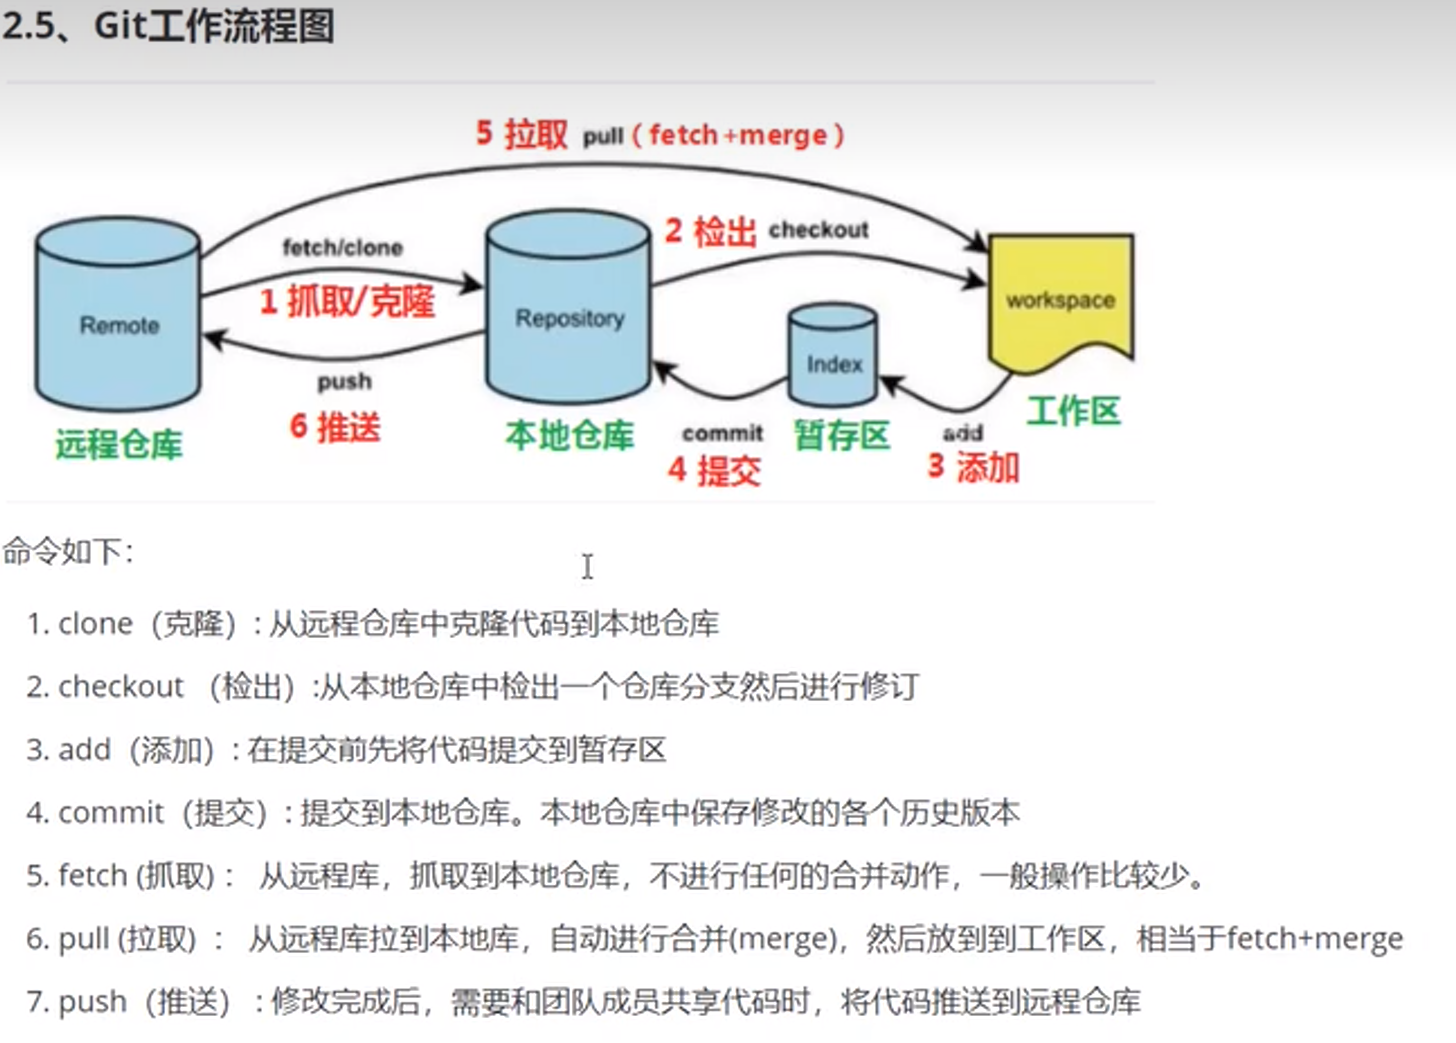 2.5、Git工作流程图
5 拉取 pull（fetch+merge）
fetch/clone
2 检出 checkout
1 抓取/克隆
workspace
Remote
Repository
Index
push
6 推送
远程仓库
本地仓库
commit
4 提交
暂存区
add
3 添加
工作区
命令如下：
1. clone（克隆）: 从远程仓库中克隆代码到本地仓库
2. checkout （检出）:从本地仓库中检出一个仓库分支然后进行修订
3. add（添加）: 在提交前先将代码提交到暂存区
4. commit（提交）: 提交到本地仓库。本地仓库中保存修改的各个历史版本
5. fetch (抓取) ： 从远程库，抓取到本地仓库，不进行任何的合并动作，一般操作比较少。
6. pull (拉取) ： 从远程库拉到本地库，自动进行合并(merge)，然后放到到工作区，相当于fetch+merge
7. push（推送） : 修改完成后，需要和团队成员共享代码时，将代码推送到远程仓库